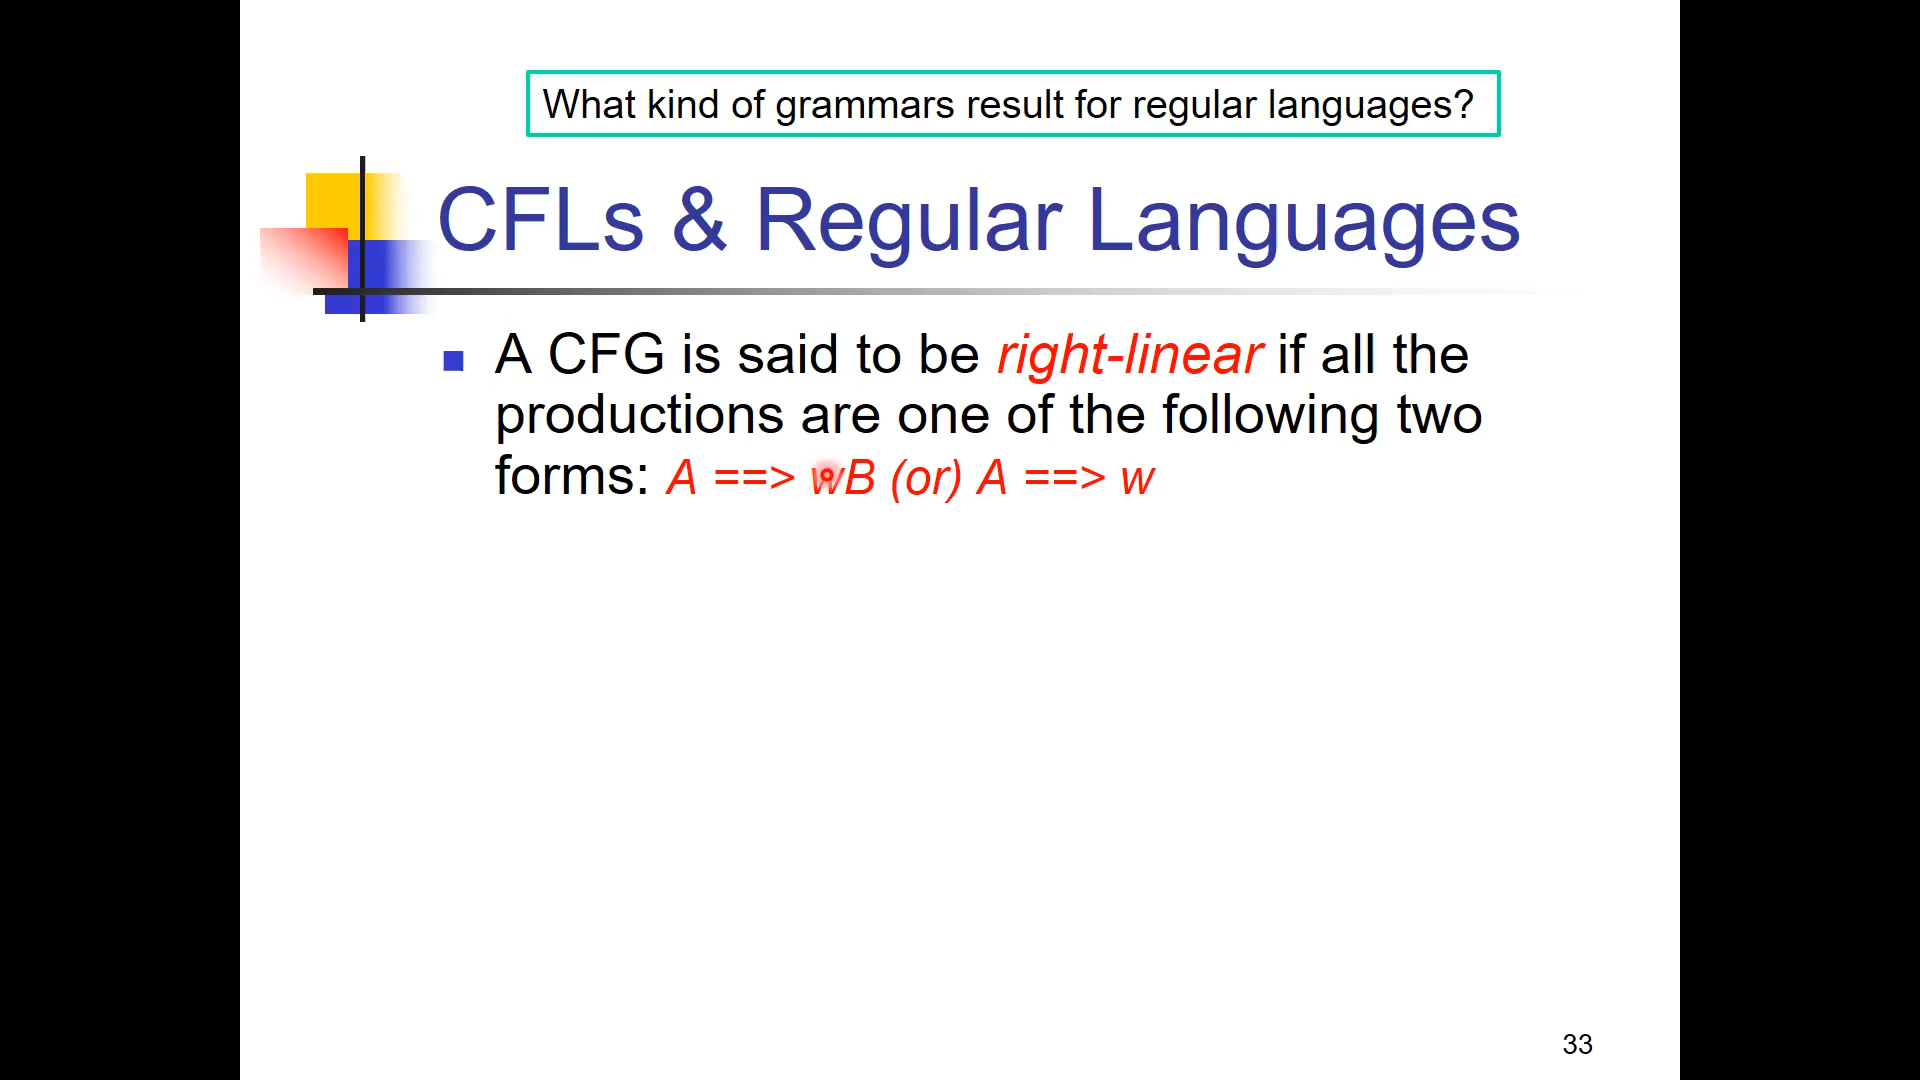 What kind of grammars result for regular languages?
CFLs & Regular Languages
A CFG is said to be right-linear if all the
productions are one of the following two
forms: A ==> wB (or) A ==> w
33